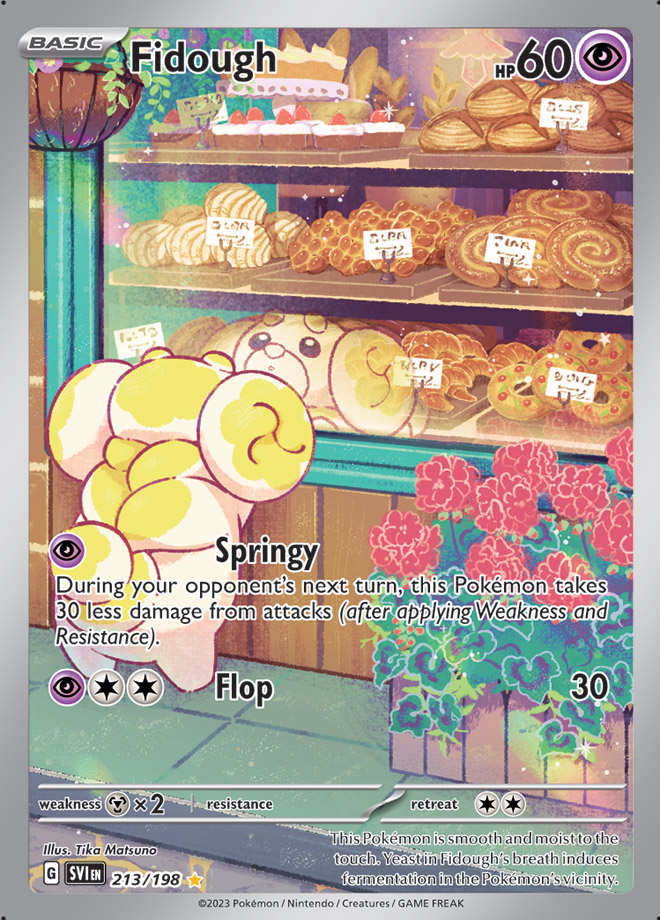 BASIC
Fidough
HP 60
Springy
During your opponent's next turn, this Pokémon takes
30 less damage from attacks (after applying Weakness and
Resistance).
Flop 30
weakness ×2 resistance retreat
Illus. Tika Matsuno
This Pokémon is smooth and moist to the
touch. Yeast in Fidough's breath induces
fermentation in the Pokémon's vicinity.
G SVI EN 213/198
©2023 Pokémon / Nintendo / Creatures / GAME FREAK